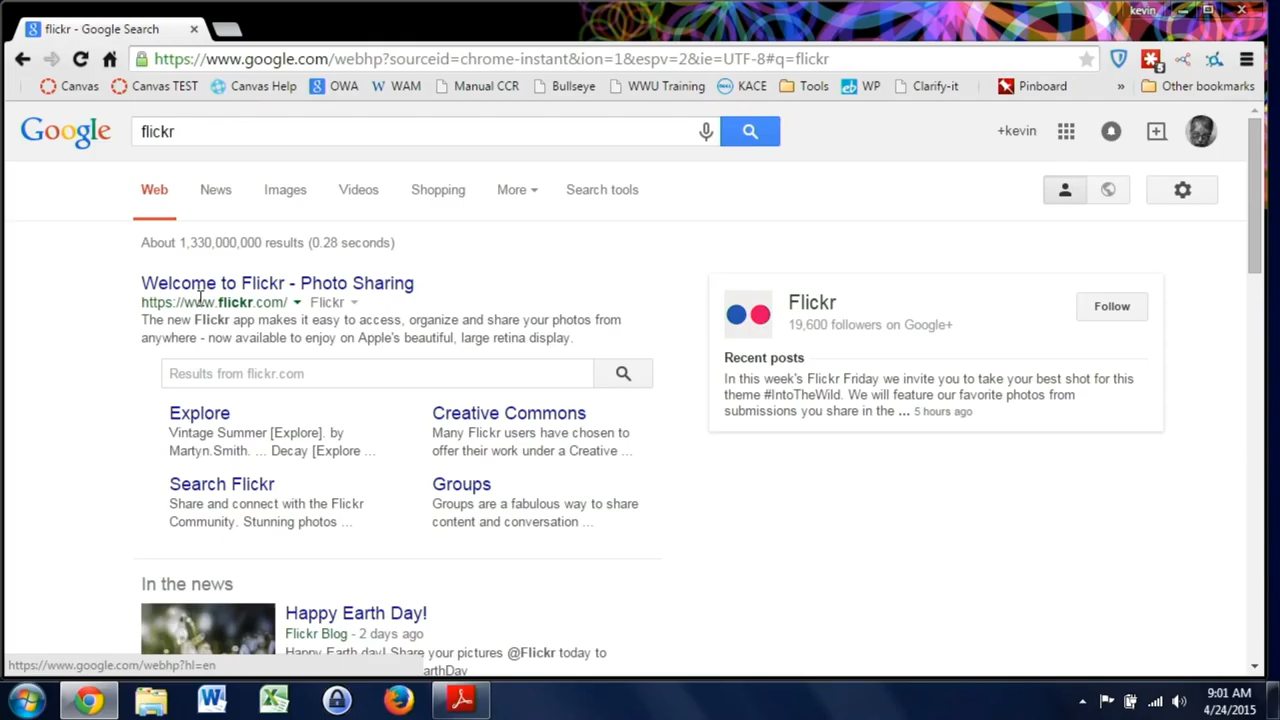 kevin
flickr - Google Search
https://www.google.com/webhp?sourceid=chrome-instant&ion=1&espv=2&ie=UTF-8#q=flickr
5
Canvas Canvas TEST Canvas Help OWA WAM Manual CCR Bullseye WWU Training KACE Tools WP Clarify-it Pinboard » Other bookmarks
Google flickr +kevin
Web News Images Videos Shopping More Search tools
About 1,330,000,000 results (0.28 seconds)
Welcome to Flickr - Photo Sharing
https://www.flickr.com/ Flickr
The new Flickr app makes it easy to access, organize and share your photos from
anywhere - now available to enjoy on Apple's beautiful, large retina display.
Results from flickr.com
Explore
Vintage Summer [Explore]. by
Martyn.Smith. ... Decay [Explore ...
Creative Commons
Many Flickr users have chosen to
offer their work under a Creative ...
Search Flickr
Share and connect with the Flickr
Community. Stunning photos ...
Groups
Groups are a fabulous way to share
content and conversation ...
Flickr
19,600 followers on Google+
Follow
Recent posts
In this week's Flickr Friday we invite you to take your best shot for this
theme #IntoTheWild. We will feature our favorite photos from
submissions you share in the ... 5 hours ago
In the news
Happy Earth Day!
Flickr Blog - 2 days ago
Happy Earth day! Share your pictures @Flickr today to
arthDay
https://www.google.com/webhp?hl=en
9:01 AM
4/24/2015